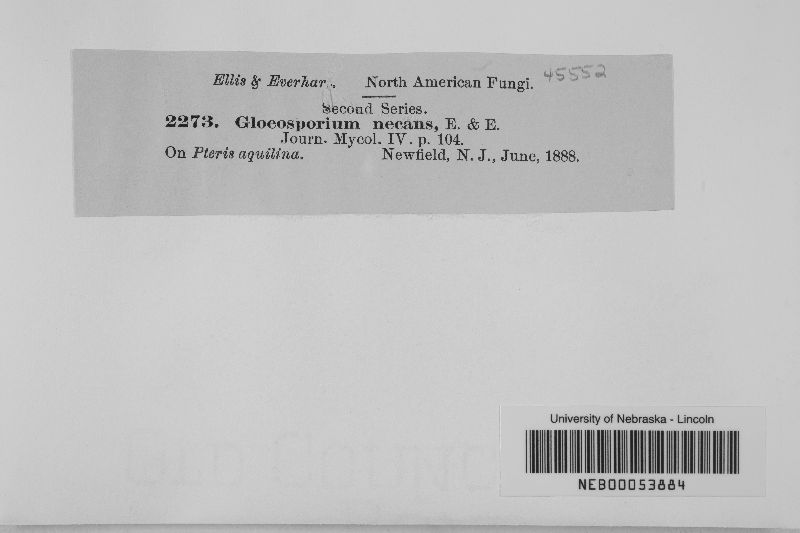 Ellis & Everhar., North American Fungi. 45552
Second Series.
2273. Gloeosporium necans, E. & E.
Journ. Mycol. IV. p. 104.
On Pteris aquilina. Newfield, N. J., June, 1888.
University of Nebraska - Lincoln
NEB00053884